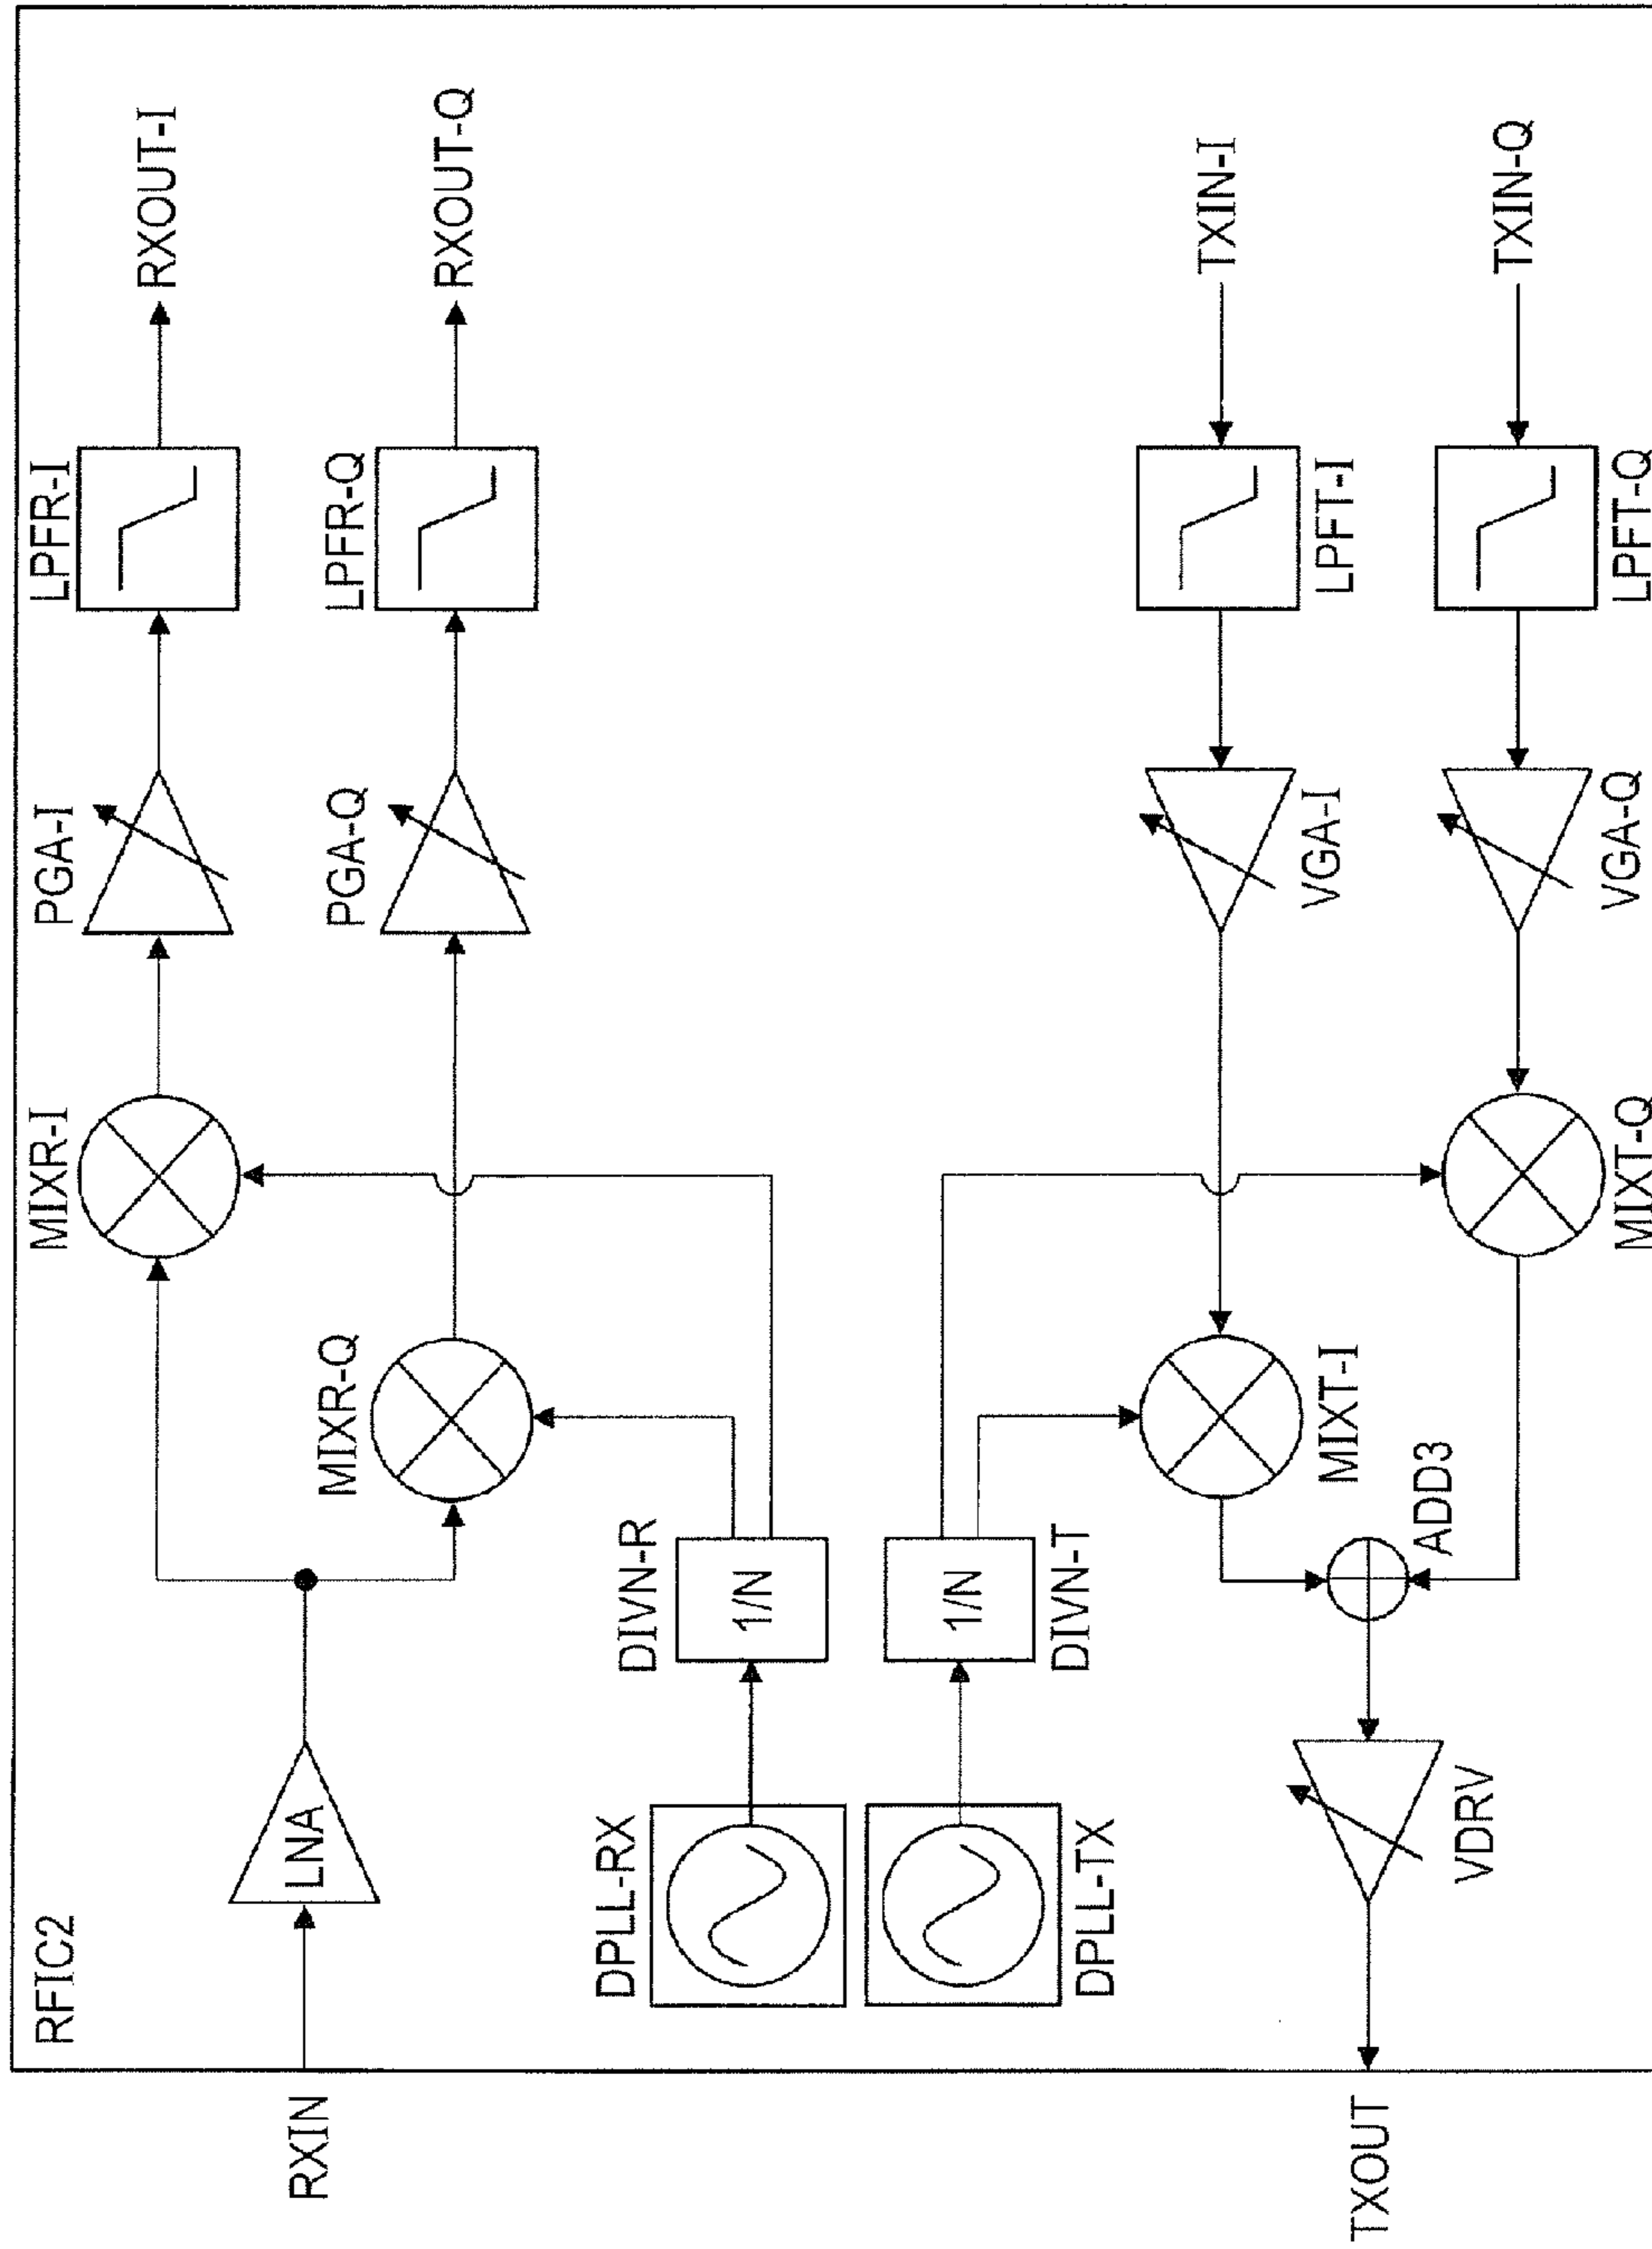 RFIC2
RXIN
LNA
MIXR-I
PGA-I
LPFR-I
RXOUT-I
MIXR-Q
PGA-Q
LPFR-Q
RXOUT-Q
DPLL-RX
DIVN-R
1/N
DPLL-TX
DIVN-T
1/N
TXIN-I
LPFT-I
VGA-I
MIXT-I
TXIN-Q
LPFT-Q
VGA-Q
MIXT-Q
ADD3
VDRV
TXOUT